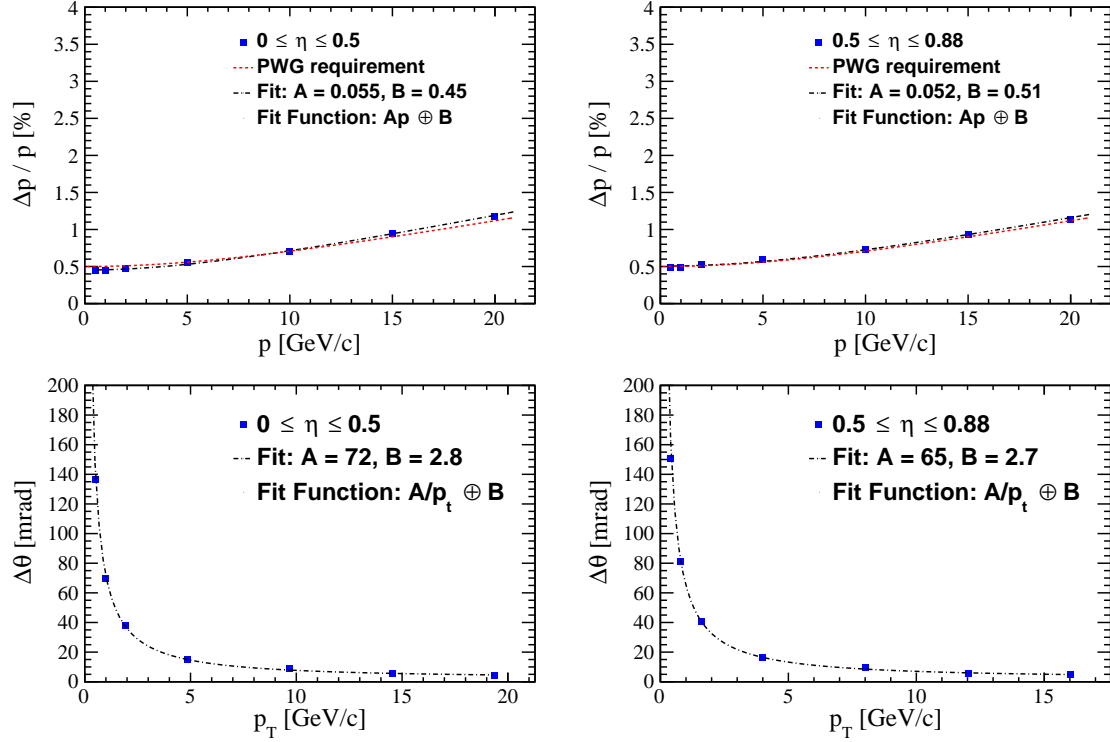 4
3.5
3
2.5
2
1.5
1
0.5
0
Δp / p [%]
0 ≤ η ≤ 0.5
PWG requirement
Fit: A = 0.055, B = 0.45
Fit Function: Ap ⊕ B
0 5 10 15 20
p [GeV/c]
4
3.5
3
2.5
2
1.5
1
0.5
0
Δp / p [%]
0.5 ≤ η ≤ 0.88
PWG requirement
Fit: A = 0.052, B = 0.51
Fit Function: Ap ⊕ B
0 5 10 15 20
p [GeV/c]
200
180
160
140
120
100
80
60
40
20
0
Δθ [mrad]
0 ≤ η ≤ 0.5
Fit: A = 72, B = 2.8
Fit Function: A/p_t ⊕ B
0 5 10 15 20
p_T [GeV/c]
200
180
160
140
120
100
80
60
40
20
0
Δθ [mrad]
0.5 ≤ η ≤ 0.88
Fit: A = 65, B = 2.7
Fit Function: A/p_t ⊕ B
0 5 10 15
p_T [GeV/c]